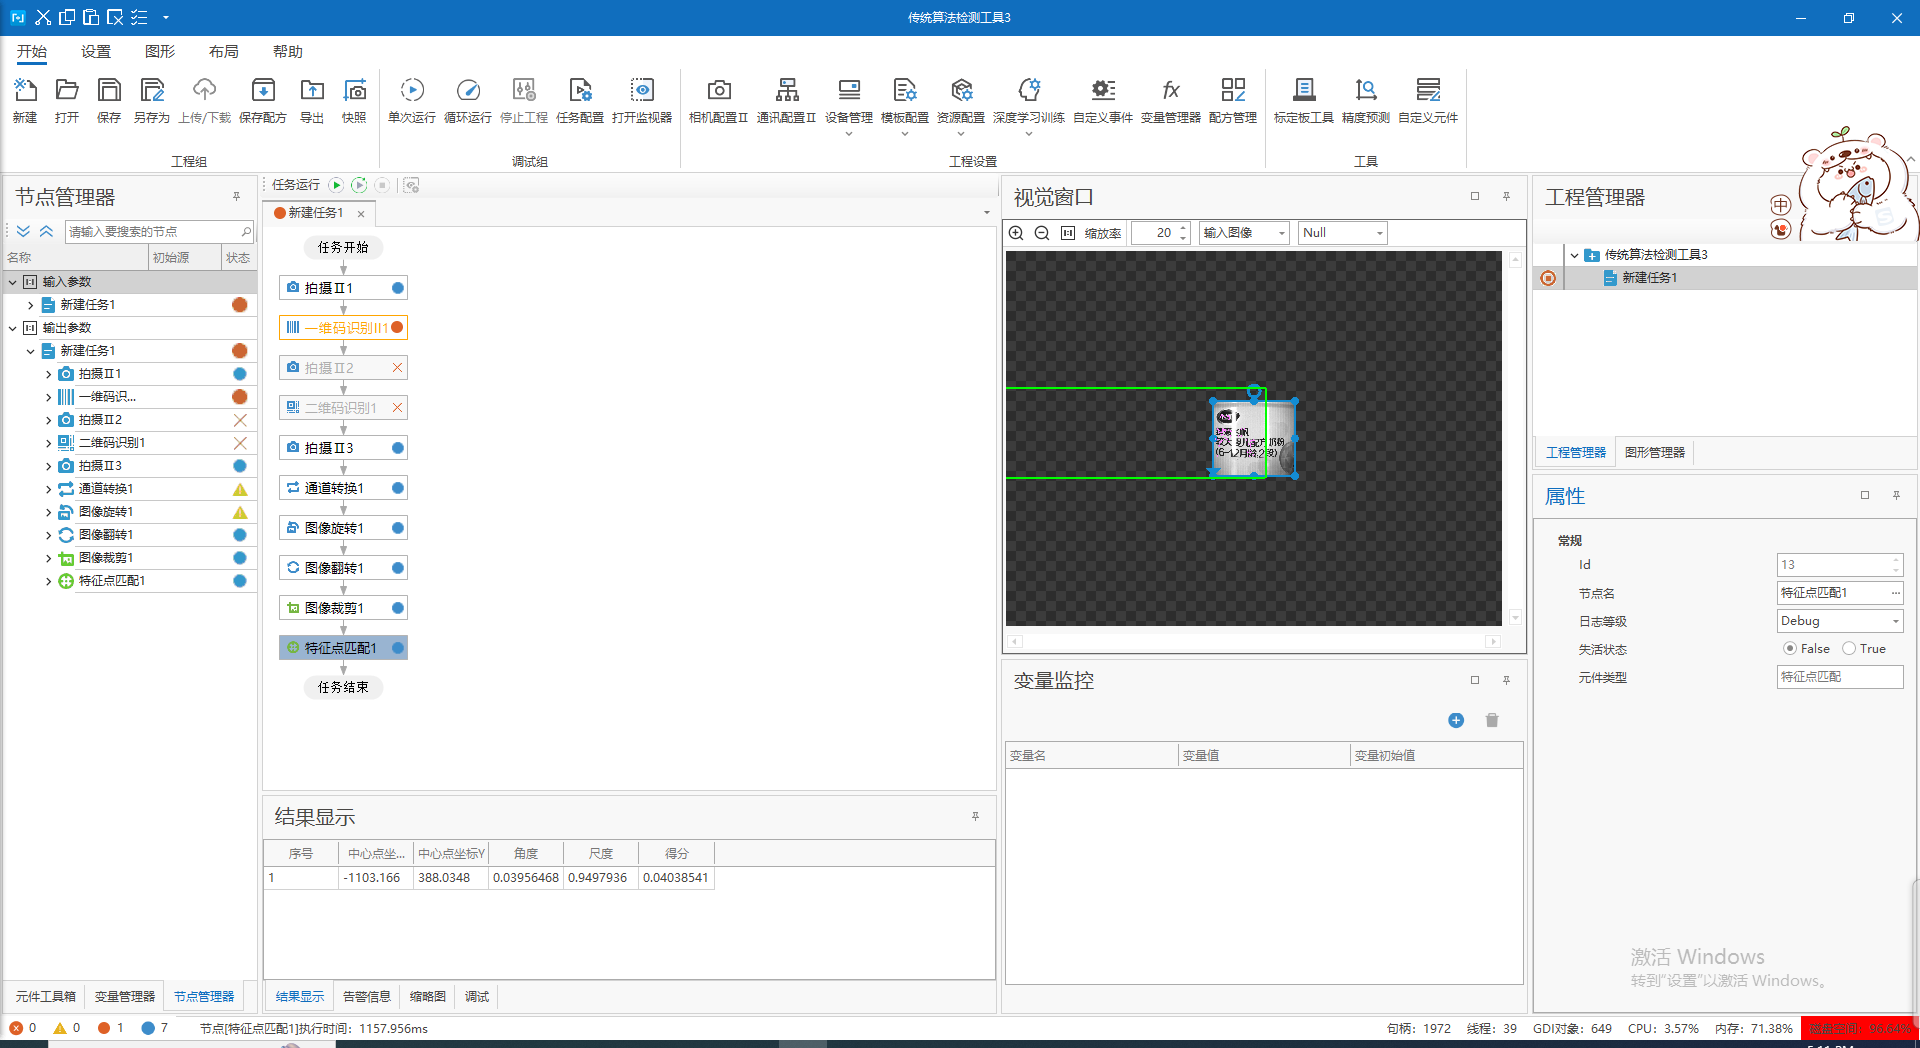 传统算法检测工具3
开始 设置 图形 布局 帮助
新建 打开 保存 另存为 上传/下载 保存配方 导出 快照 单次运行 循环运行 停止工程 任务配置 打开监视器 相机配置II 通讯配置II 设备管理 模板配置 资源配置 深度学习训练 自定义事件 变量管理器 配方管理 标定板工具 精度预测 自定义元件
工程组 调试组 工程设置 工具
节点管理器
请输入要搜索的节点
名称 初始源 状态
输入参数
新建任务1
输出参数
新建任务1
拍摄II1
一维码识...
拍摄II2
二维码识别1
拍摄II3
通道转换1
图像旋转1
图像翻转1
图像裁剪1
特征点匹配1
元件工具箱 变量管理器 节点管理器
任务运行
新建任务1
任务开始
拍摄II1
一维码识别II1
拍摄II2
二维码识别1
拍摄II3
通道转换1
图像旋转1
图像翻转1
图像裁剪1
特征点匹配1
任务结束
结果显示
序号 中心点坐... 中心点坐标Y 角度 尺度 得分
1 -1103.166 388.0348 0.03956468 0.9497936 0.04038541
结果显示 告警信息 缩略图 调试
视觉窗口
缩放率 20 输入图像 Null
变量监控
变量名 变量值 变量初始值
工程管理器
中
传统算法检测工具3
新建任务1
工程管理器 图形管理器
属性
常规
Id 13
节点名 特征点匹配1 ...
日志等级 Debug
失活状态 False True
元件类型 特征点匹配
激活 Windows
转到“设置”以激活 Windows。
0 0 1 7 节点[特征点匹配1]执行时间：1157.956ms 句柄：1972 线程：39 GDI对象：649 CPU：3.57% 内存：71.38%